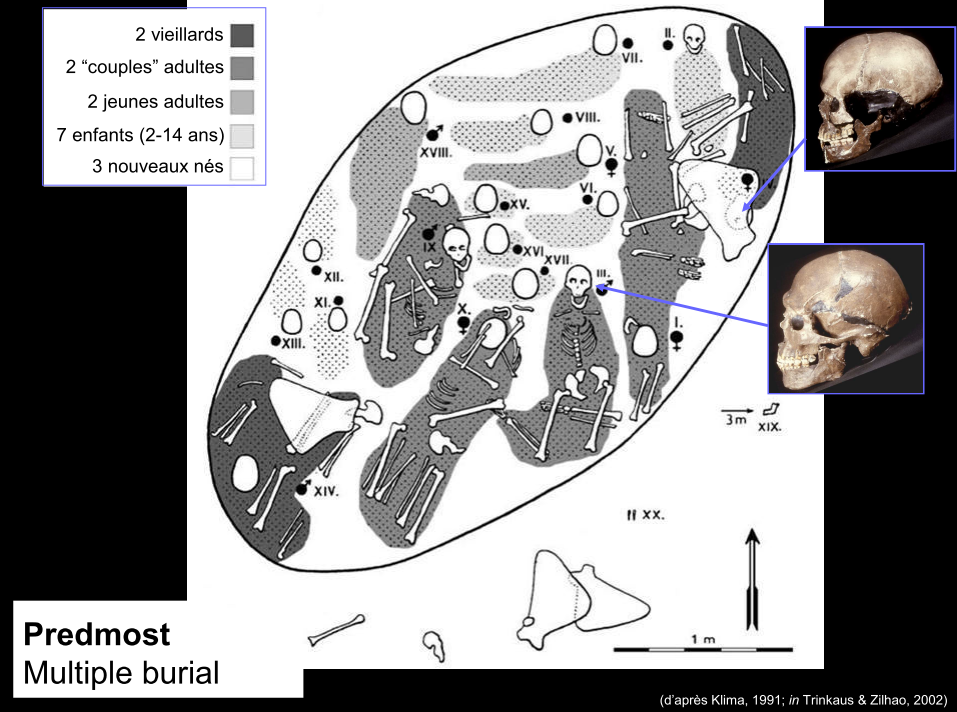 2 vieillards
2 “couples” adultes
2 jeunes adultes
7 enfants (2-14 ans)
3 nouveaux nés
VII.
II.
XVIII.
VIII.
V.
VI.
XV.
IX
XVI
XVII.
III.
XII.
XI.
XIII.
X.
I.
XIV.
3m
XIX.
XX.
1 m
Predmost
Multiple burial
(d’après Klima, 1991; in Trinkaus & Zilhao, 2002)